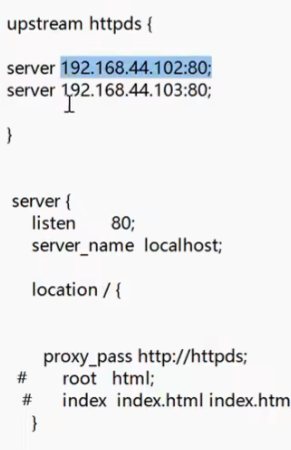 upstream httpds {
server 192.168.44.102:80;
server 192.168.44.103:80;
}
server {
listen 80;
server_name localhost;
location / {
proxy_pass http://httpds;
# root html;
# index index.html index.htm
}